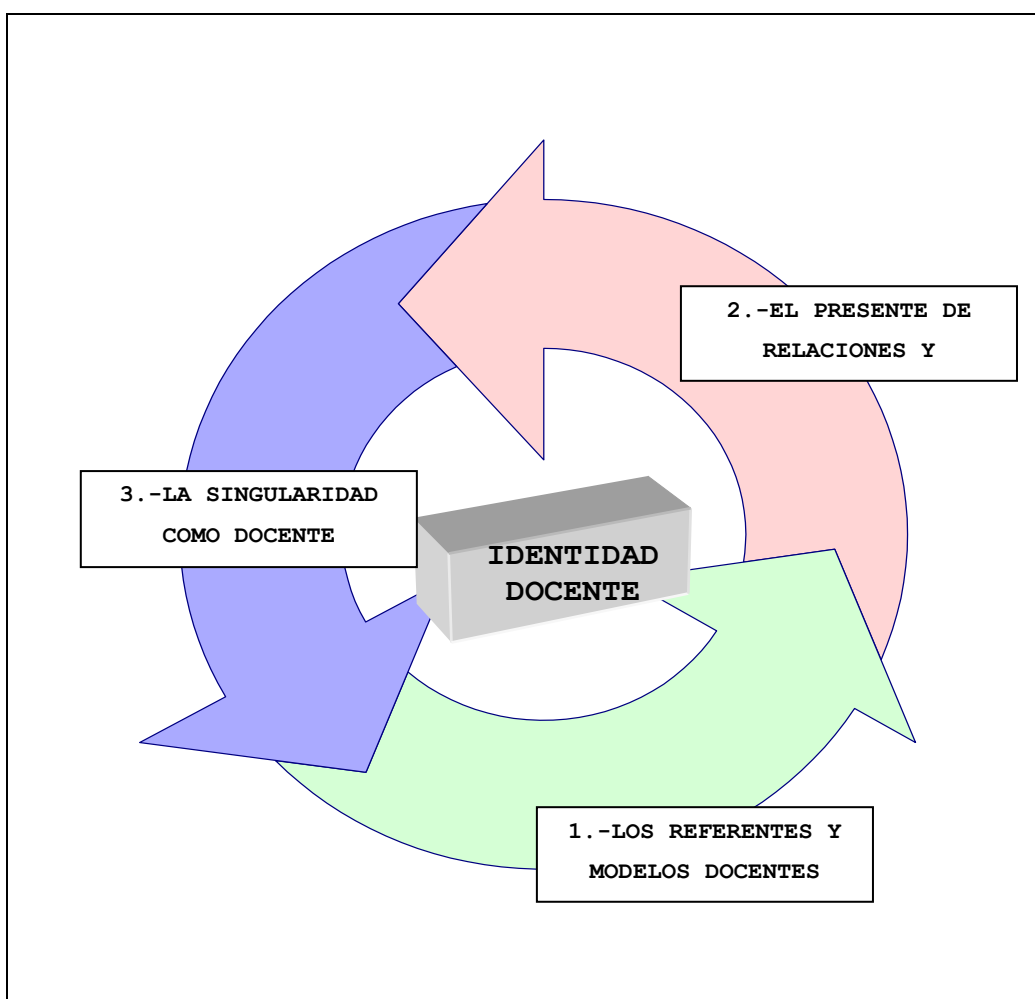 2.-EL PRESENTE DE
RELACIONES Y
3.-LA SINGULARIDAD
COMO DOCENTE
IDENTIDAD
DOCENTE
1.-LOS REFERENTES Y
MODELOS DOCENTES